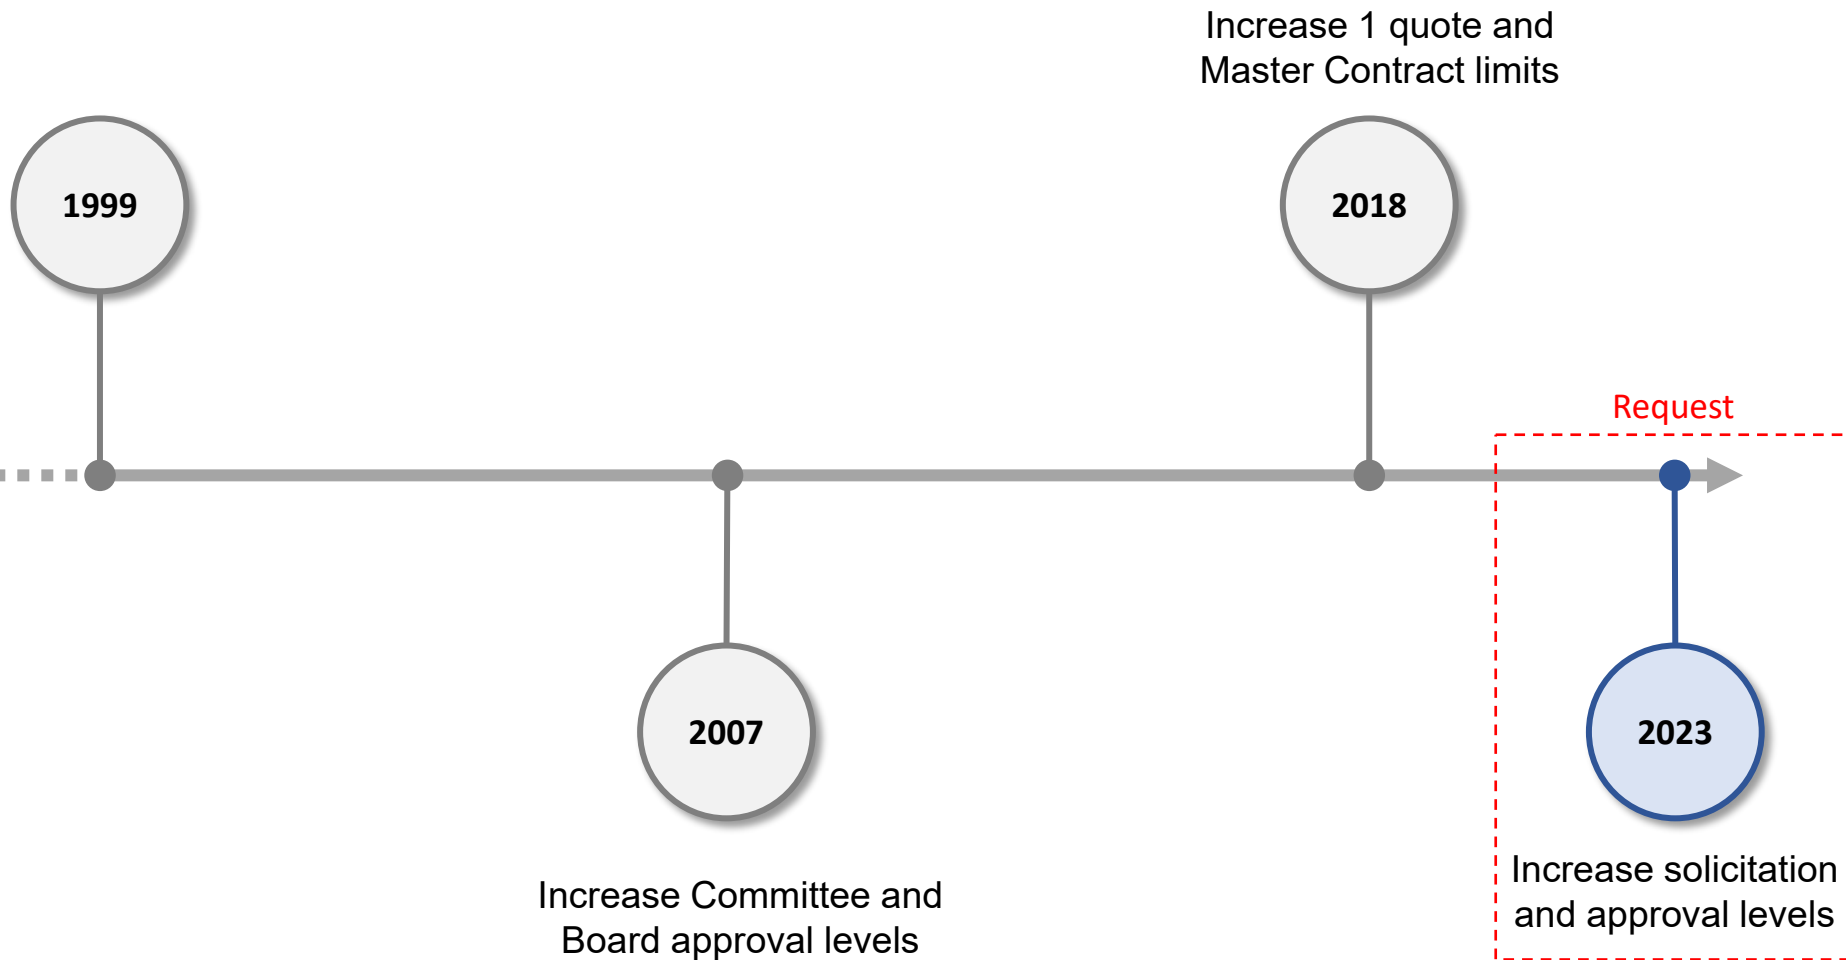 Increase 1 quote and
Master Contract limits
1999
2018
Request
2007
2023
Increase solicitation
and approval levels
Increase Committee and
Board approval levels